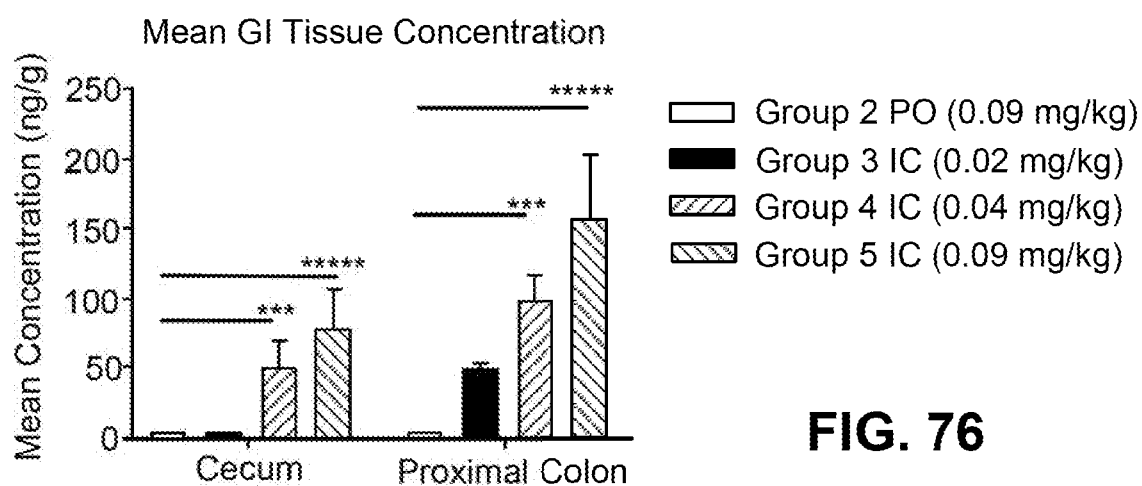 Mean GI Tissue Concentration
Mean Concentration (ng/g)
250
200
150
100
50
0
*****
***
*****
***
Cecum
Proximal Colon
Group 2 PO (0.09 mg/kg)
Group 3 IC (0.02 mg/kg)
Group 4 IC (0.04 mg/kg)
Group 5 IC (0.09 mg/kg)
FIG. 76